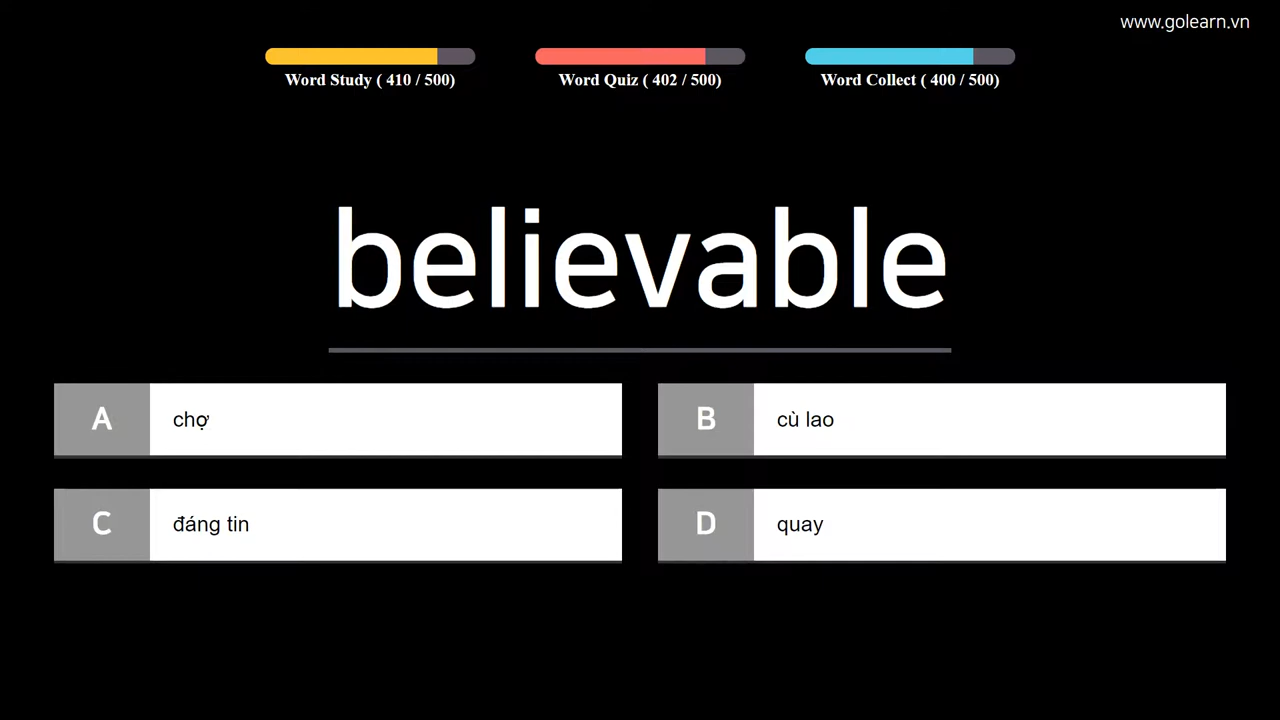 www.golearn.vn
Word Study ( 410 / 500)
Word Quiz ( 402 / 500)
Word Collect ( 400 / 500)
believable
A chợ
B cù lao
C đáng tin
D quay